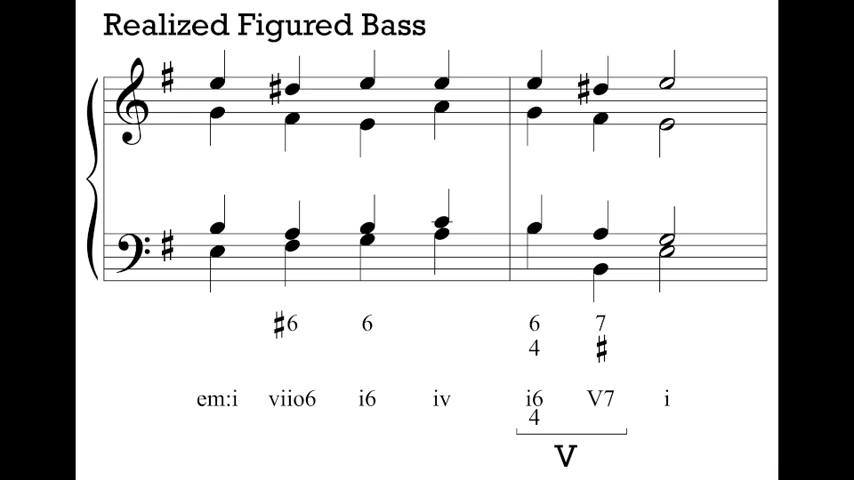 Realized Figured Bass
♯6 6 6 7
4 ♯
em:i viio6 i6 iv i6 V7 i
4
V